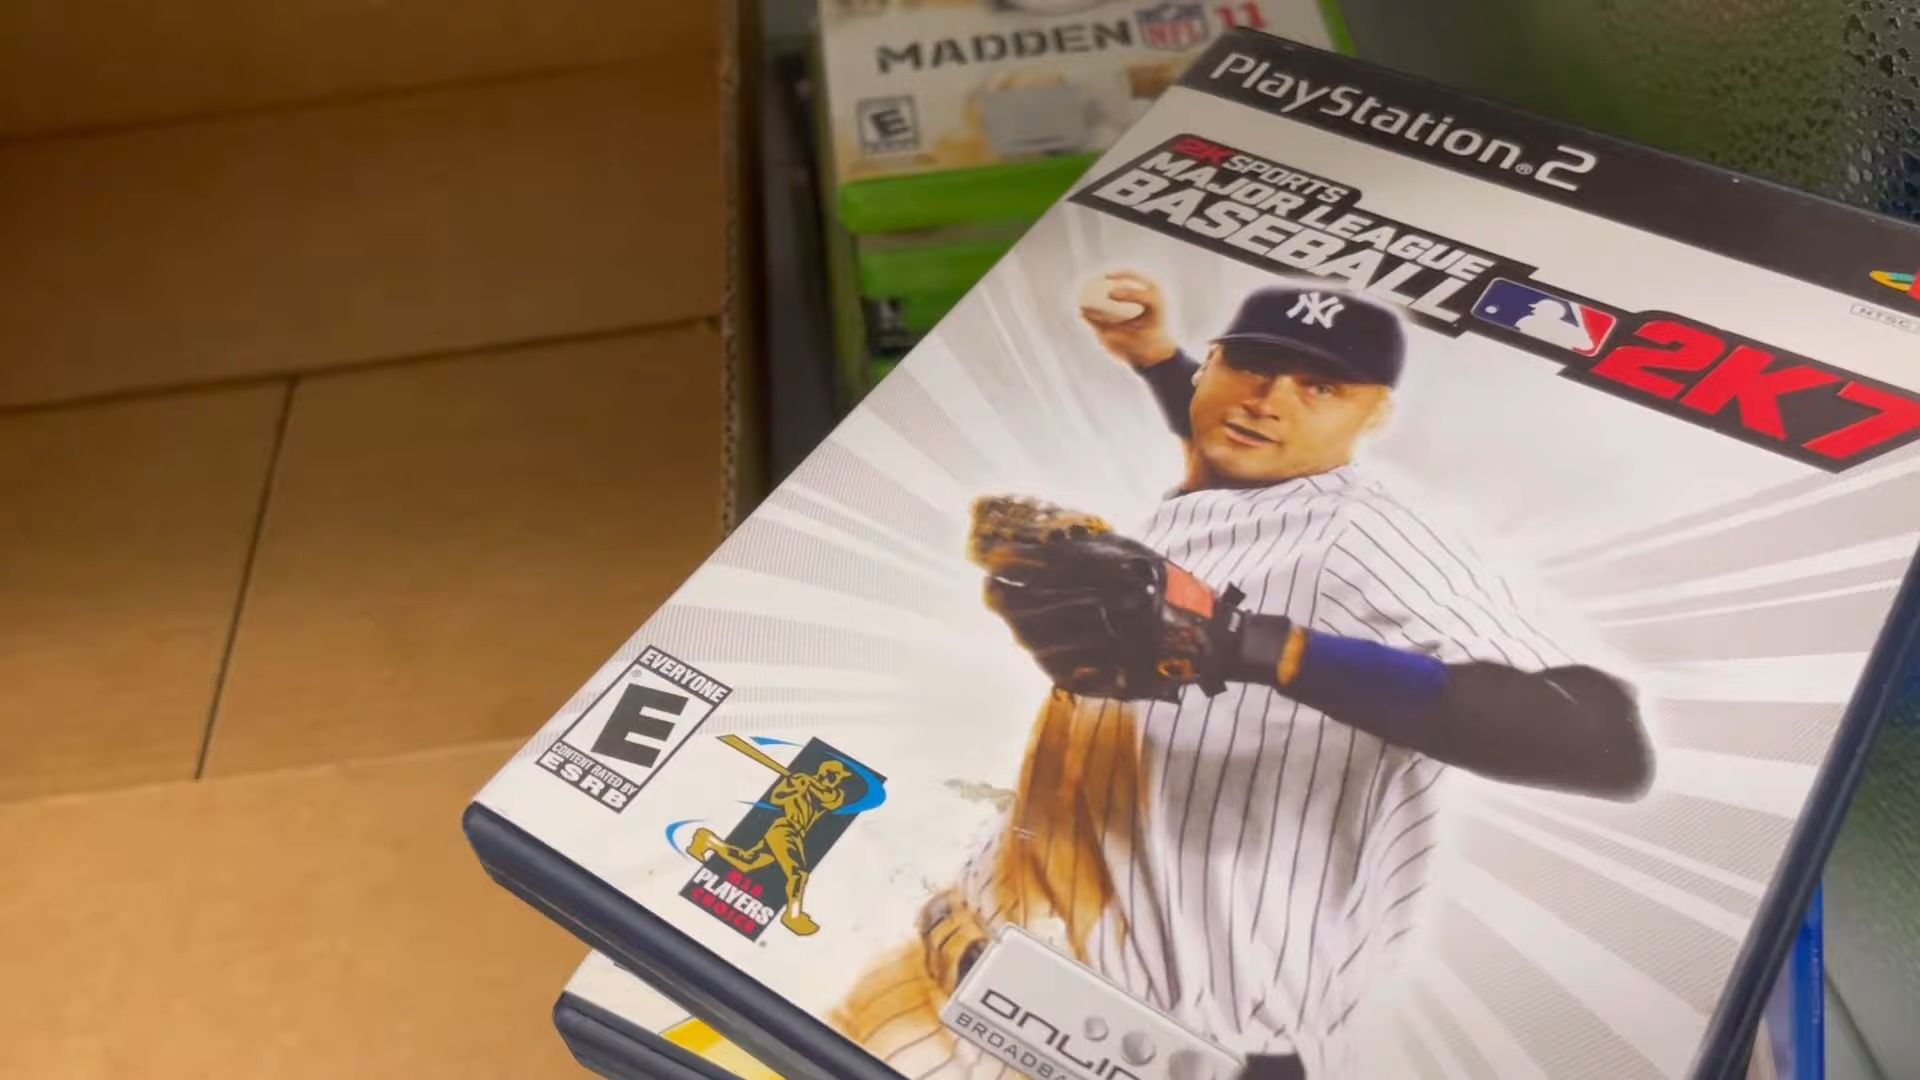 MADDEN NFL 11
E
PlayStation®2
2K SPORTS
MAJOR LEAGUE
BASEBALL
2K7
NTSC
NY
EVERYONE
E
CONTENT RATED BY
ESRB
MLB
PLAYERS
CHOICE
ONLIN
BROADBA